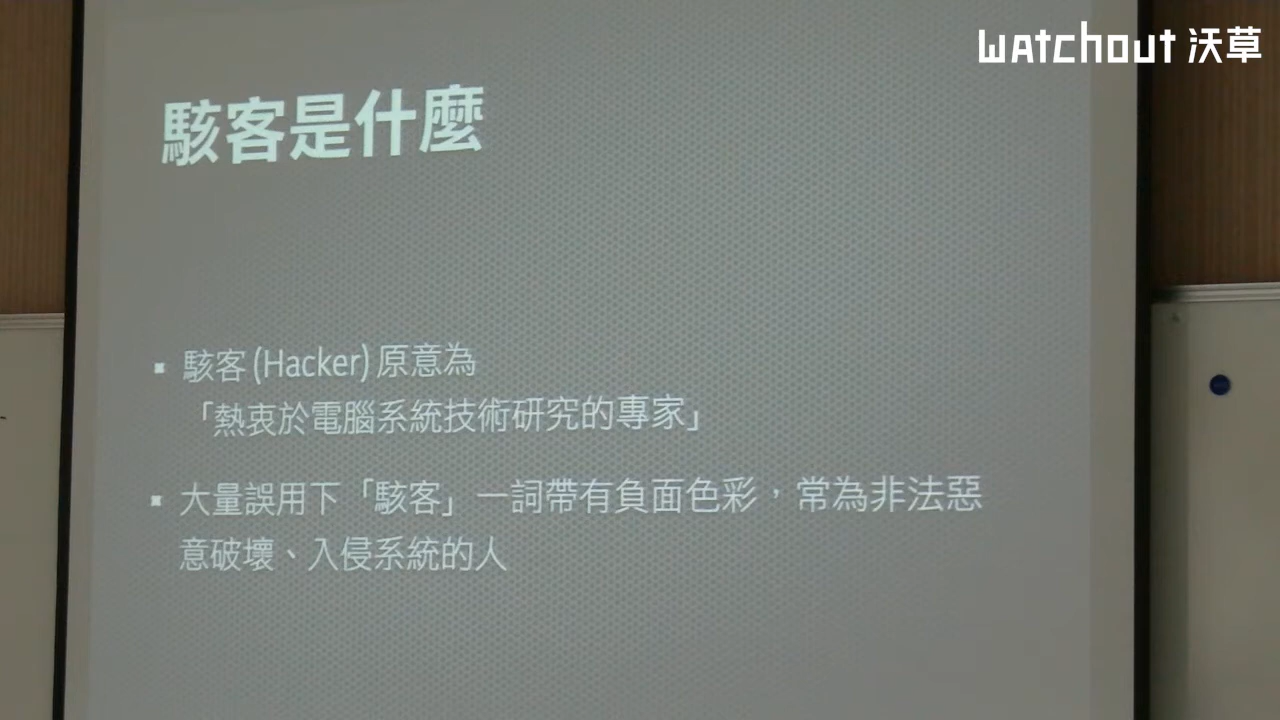 watchout 沃草
駭客是什麼
▪ 駭客 (Hacker) 原意為
「熱衷於電腦系統技術研究的專家」
▪ 大量誤用下「駭客」一詞帶有負面色彩，常為非法惡
意破壞、入侵系統的人